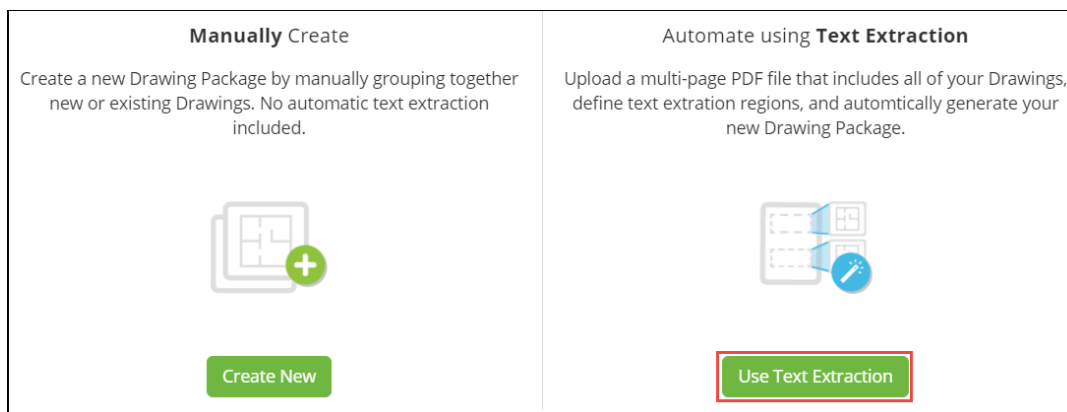 Manually Create
Create a new Drawing Package by manually grouping together
new or existing Drawings. No automatic text extraction
included.
Create New
Automate using Text Extraction
Upload a multi-page PDF file that includes all of your Drawings,
define text extration regions, and automtically generate your
new Drawing Package.
Use Text Extraction